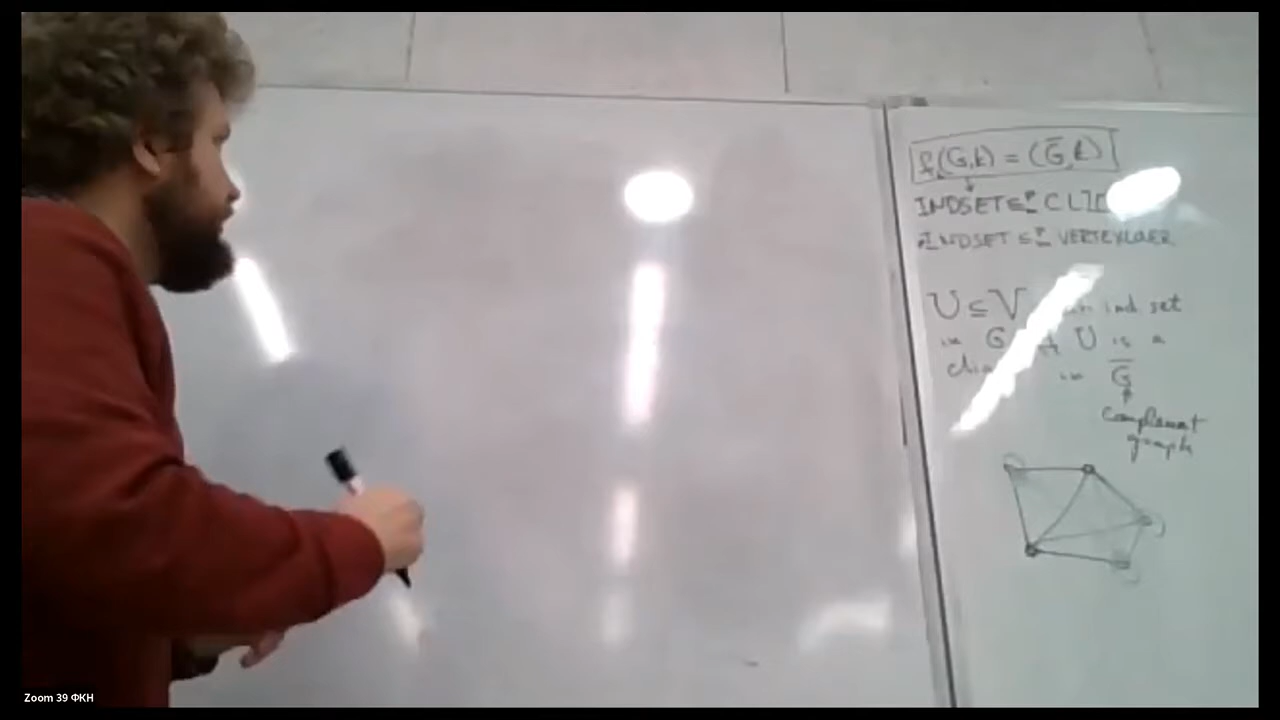 f(G,k) = (G̅,k)
INDSET ≤ᵖ CLI
INDSET ≤ᵖ VERTEXCOVER
U ⊆ V ind. set
in G U is a
in G̅
complement
graph
Zoom 39 ФКН